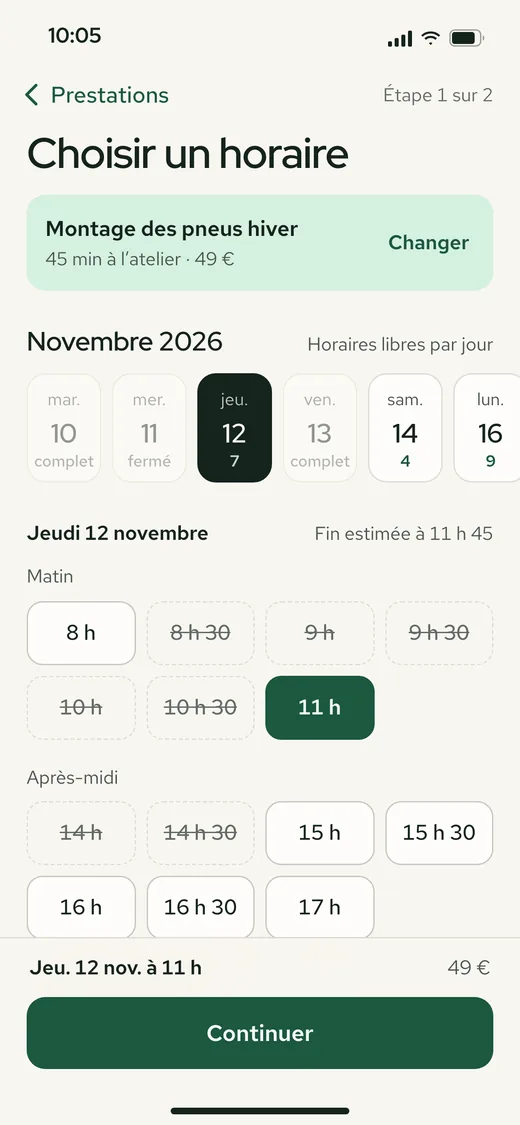 10:05
Prestations
Étape 1 sur 2
Choisir un horaire
Montage des pneus hiver
45 min à l’atelier · 49 €
Changer
Novembre 2026
Horaires libres par jour
mar. mer. jeu. ven. sam. lun.
10 11 12 13 14 16
complet fermé 7 complet 4 9
Jeudi 12 novembre
Fin estimée à 11 h 45
Matin
8 h 8 h 30 9 h 9 h 30
10 h 10 h 30 11 h
Après-midi
14 h 14 h 30 15 h 15 h 30
16 h 16 h 30 17 h
Jeu. 12 nov. à 11 h
49 €
Continuer